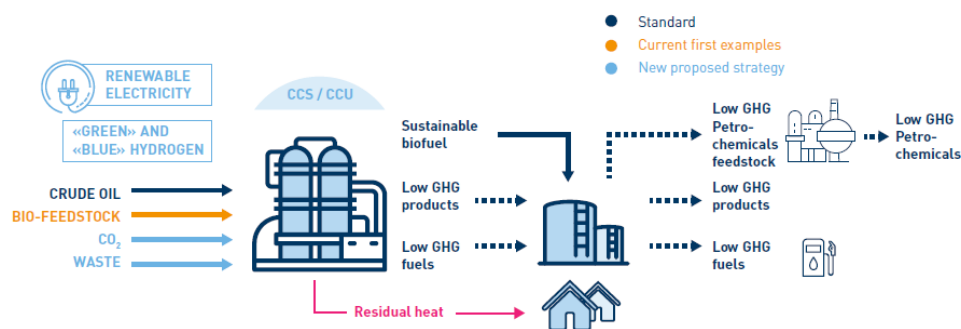 Standard
Current first examples
New proposed strategy
RENEWABLE
ELECTRICITY
«GREEN» AND
«BLUE» HYDROGEN
CCS / CCU
CRUDE OIL
BIO-FEEDSTOCK
CO₂
WASTE
Sustainable
biofuel
Low GHG
products
Low GHG
fuels
Residual heat
Low GHG
Petro-
chemicals
feedstock
Low GHG
products
Low GHG
fuels
Low GHG
Petro-
chemicals